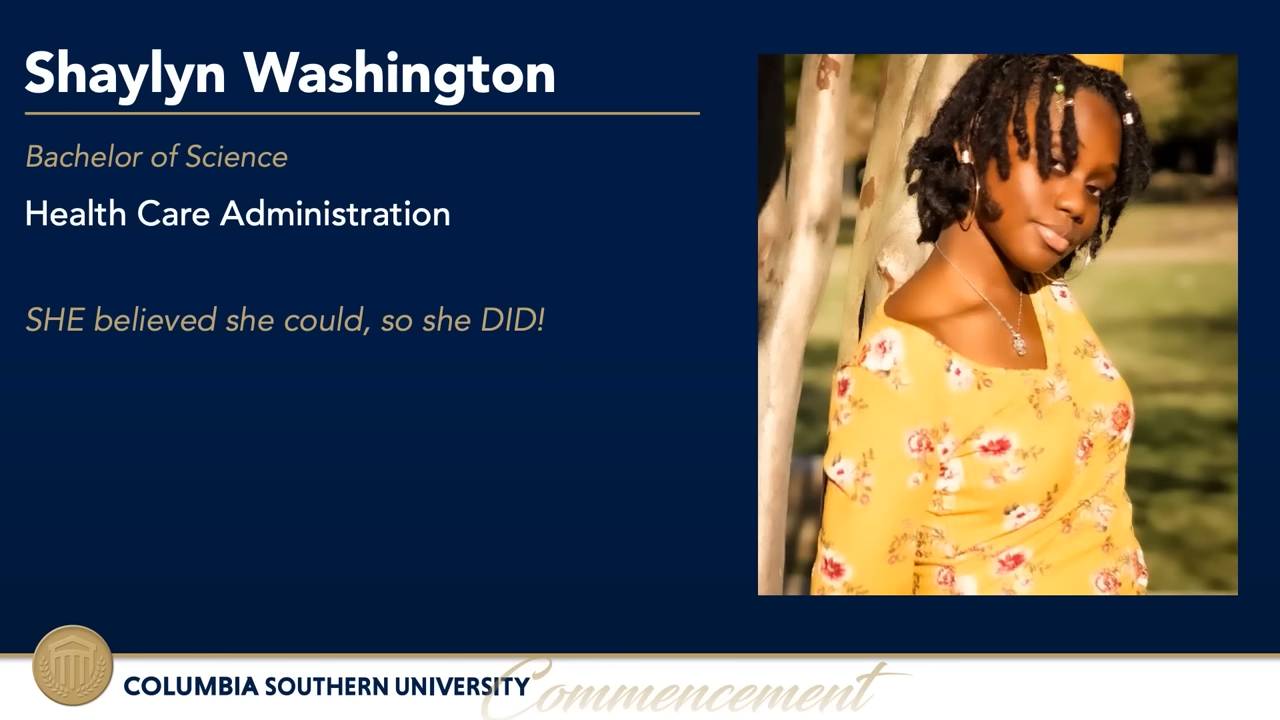 Shaylyn Washington
Bachelor of Science
Health Care Administration
SHE believed she could, so she DID!
COLUMBIA SOUTHERN UNIVERSITY
Commencement